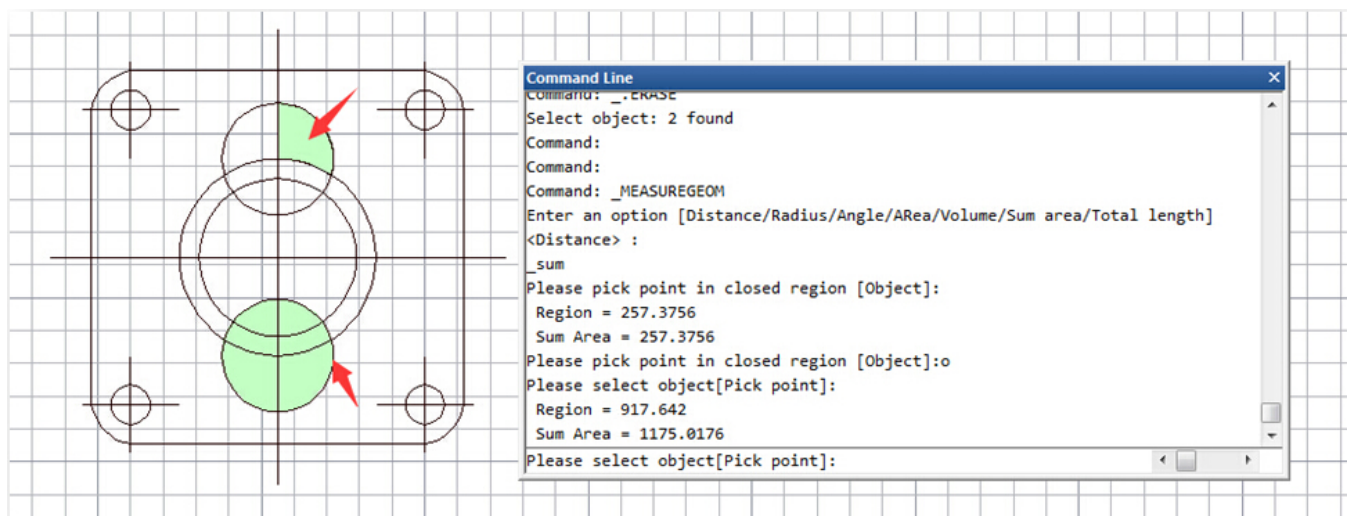 Command Line
Command: _.ERASE
Select object: 2 found
Command:
Command:
Command: _MEASUREGEOM
Enter an option [Distance/Radius/Angle/ARea/Volume/Sum area/Total length]
<Distance> :
_sum
Please pick point in closed region [Object]:
Region = 257.3756
Sum Area = 257.3756
Please pick point in closed region [Object]:o
Please select object[Pick point]:
Region = 917.642
Sum Area = 1175.0176
Please select object[Pick point]: